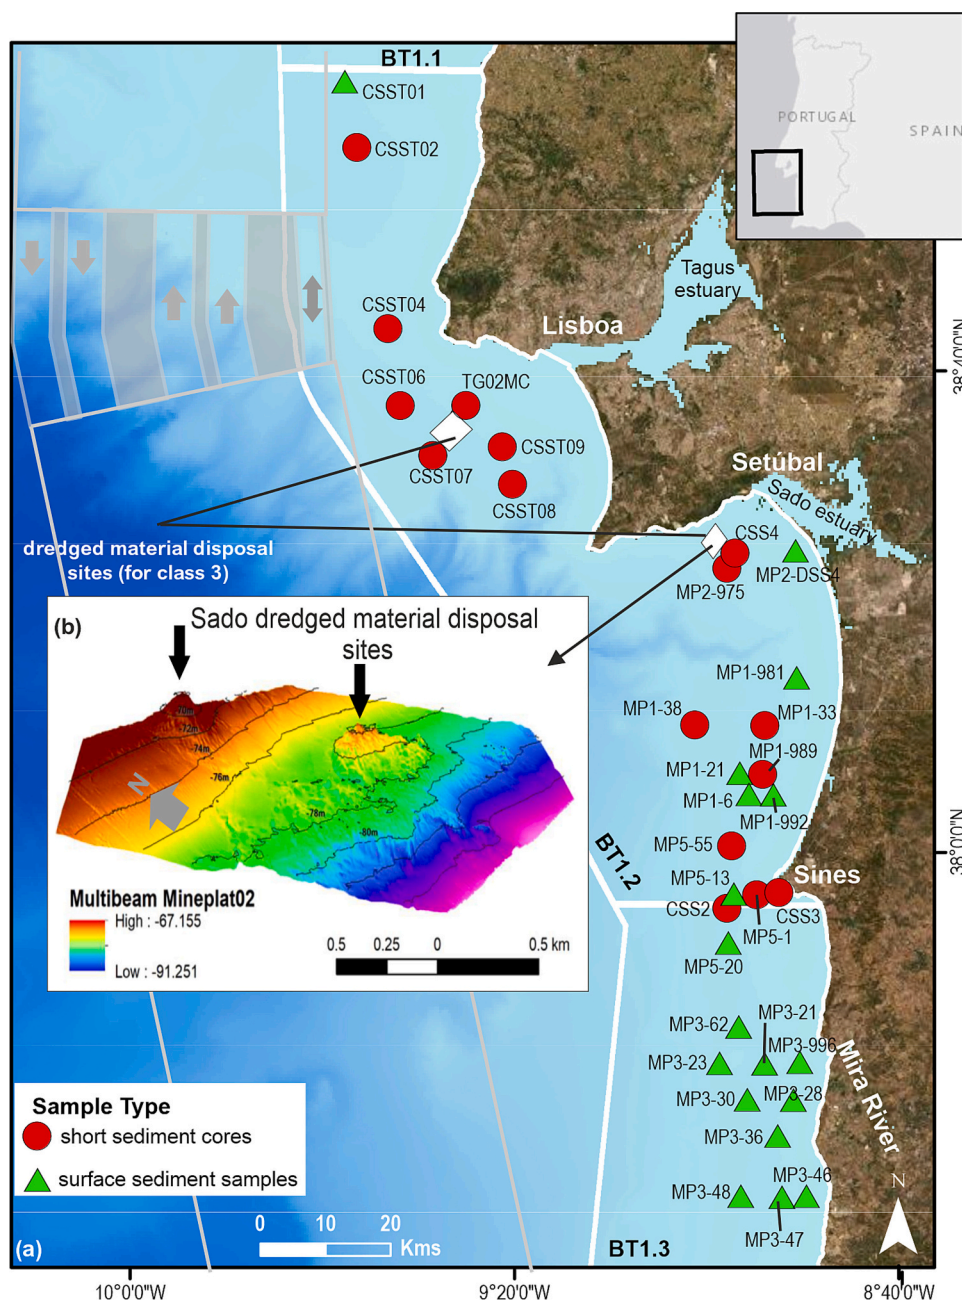 BT1.1
CSST01
CSST02
PORTUGAL
SPAIN
Tagus
estuary
CSST04
Lisboa
38°40'0"N
CSST06
TG02MC
CSST09
CSST07
CSST08
Setúbal
Sado estuary
dredged material disposal
sites (for class 3)
CSS4
MP2-975
MP2-DSS4
(b)
Sado dredged material disposal
sites
-70m
-72m
-74m
-76m
-78m
-80m
N
Multibeam Mineplat02
High : -67.155
Low : -91.251
0.5
0.25
0
0.5 km
MP1-981
MP1-38
MP1-33
MP1-989
MP1-21
MP1-6
MP1-992
38°0'0"N
BT1.2
MP5-55
MP5-13
Sines
CSS2
CSS3
MP5-1
MP5-20
MP3-21
MP3-62
MP3-996
MP3-23
MP3-30
MP3-28
MP3-36
Mira River
MP3-46
MP3-48
MP3-47
Sample Type
short sediment cores
surface sediment samples
0
10
20
Kms
(a)
BT1.3
N
10°0'0"W
9°20'0"W
8°40'0"W